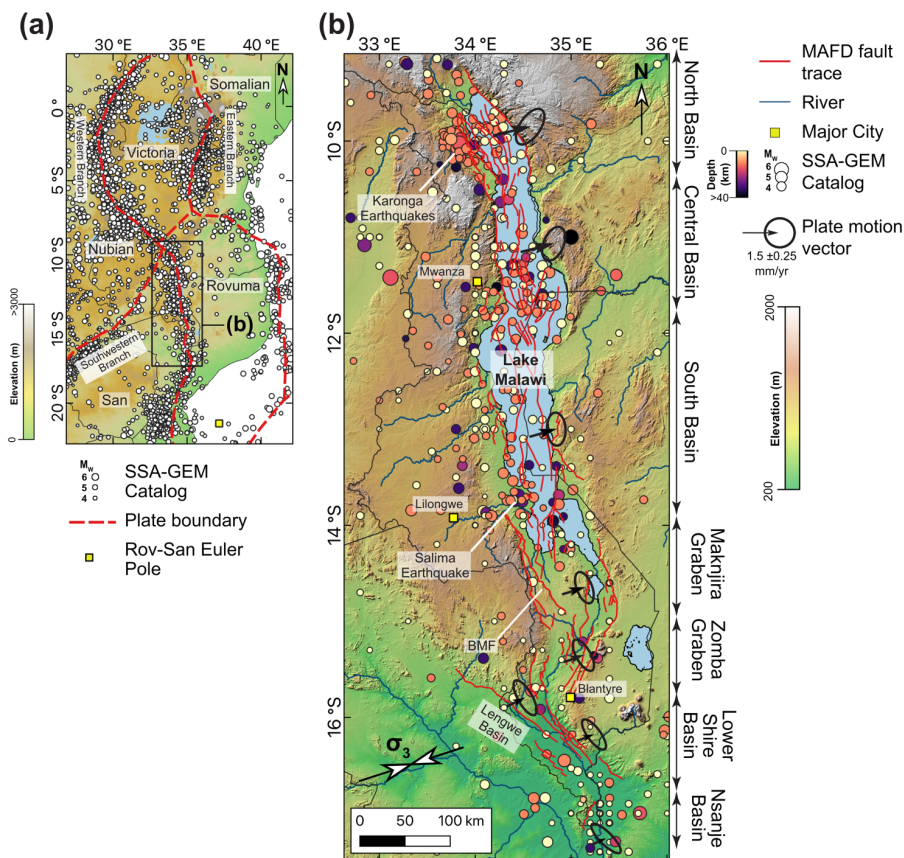 (a)
30 °E 35 °E 40 °E
N
Somalian
0°
5°S
10°S
15°S
20°S
Western Branch
Victoria
Eastern Branch
Nubian
Rovuma
(b)
Southwestern
Branch
San
>3000
Elevation (m)
0
Mw
6
5
4
SSA-GEM
Catalog
Plate boundary
Rov-San Euler
Pole
(b)
33 °E 34 °E 35 °E 36 °E
N
10 °S
12 °S
14 °S
16 °S
Karonga
Earthquakes
Mwanza
Lake
Malawi
Lilongwe
Salima
Earthquake
BMF
Blantyre
Lengwe
Basin
σ3
0 50 100 km
North Basin
Central Basin
South Basin
Maknjira
Graben
Zomba
Graben
Lower
Shire
Basin
Nsanje
Basin
MAFD fault
trace
River
Major City
0
Depth
(km)
>40
Mw
6
5
4
SSA-GEM
Catalog
Plate motion
vector
1.5 ±0.25
mm/yr
2000
Elevation (m)
200